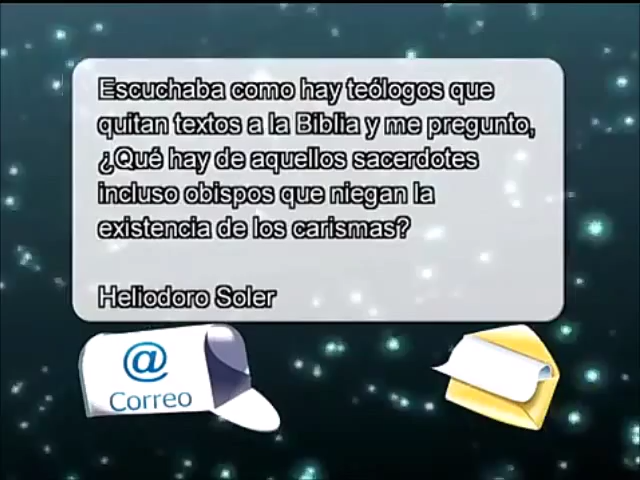 Escuchaba como hay teólogos que
quitan textos a la Biblia y me pregunto,
¿Qué hay de aquellos sacerdotes
incluso obispos que niegan la
existencia de los carismas?
Heliodoro Soler
@
Correo